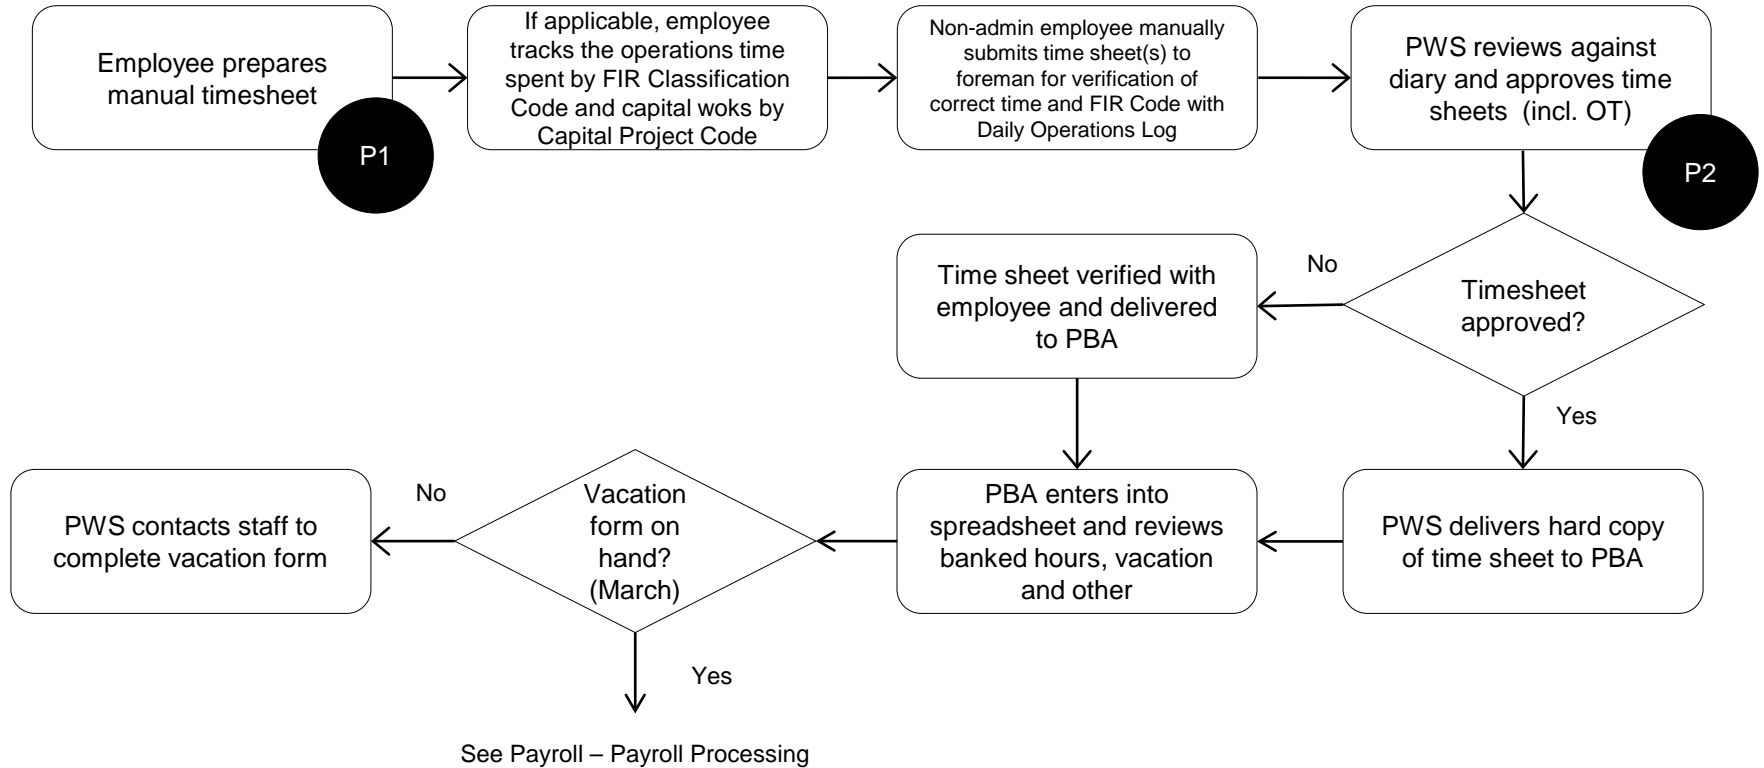 Employee prepares
manual timesheet
P1
If applicable, employee
tracks the operations time
spent by FIR Classification
Code and capital woks by
Capital Project Code
Non-admin employee manually
submits time sheet(s) to
foreman for verification of
correct time and FIR Code with
Daily Operations Log
PWS reviews against
diary and approves time
sheets (incl. OT)
P2
Timesheet
approved?
No
Time sheet verified with
employee and delivered
to PBA
Yes
PWS delivers hard copy
of time sheet to PBA
PBA enters into
spreadsheet and reviews
banked hours, vacation
and other
Vacation
form on
hand?
(March)
No
PWS contacts staff to
complete vacation form
Yes
See Payroll – Payroll Processing